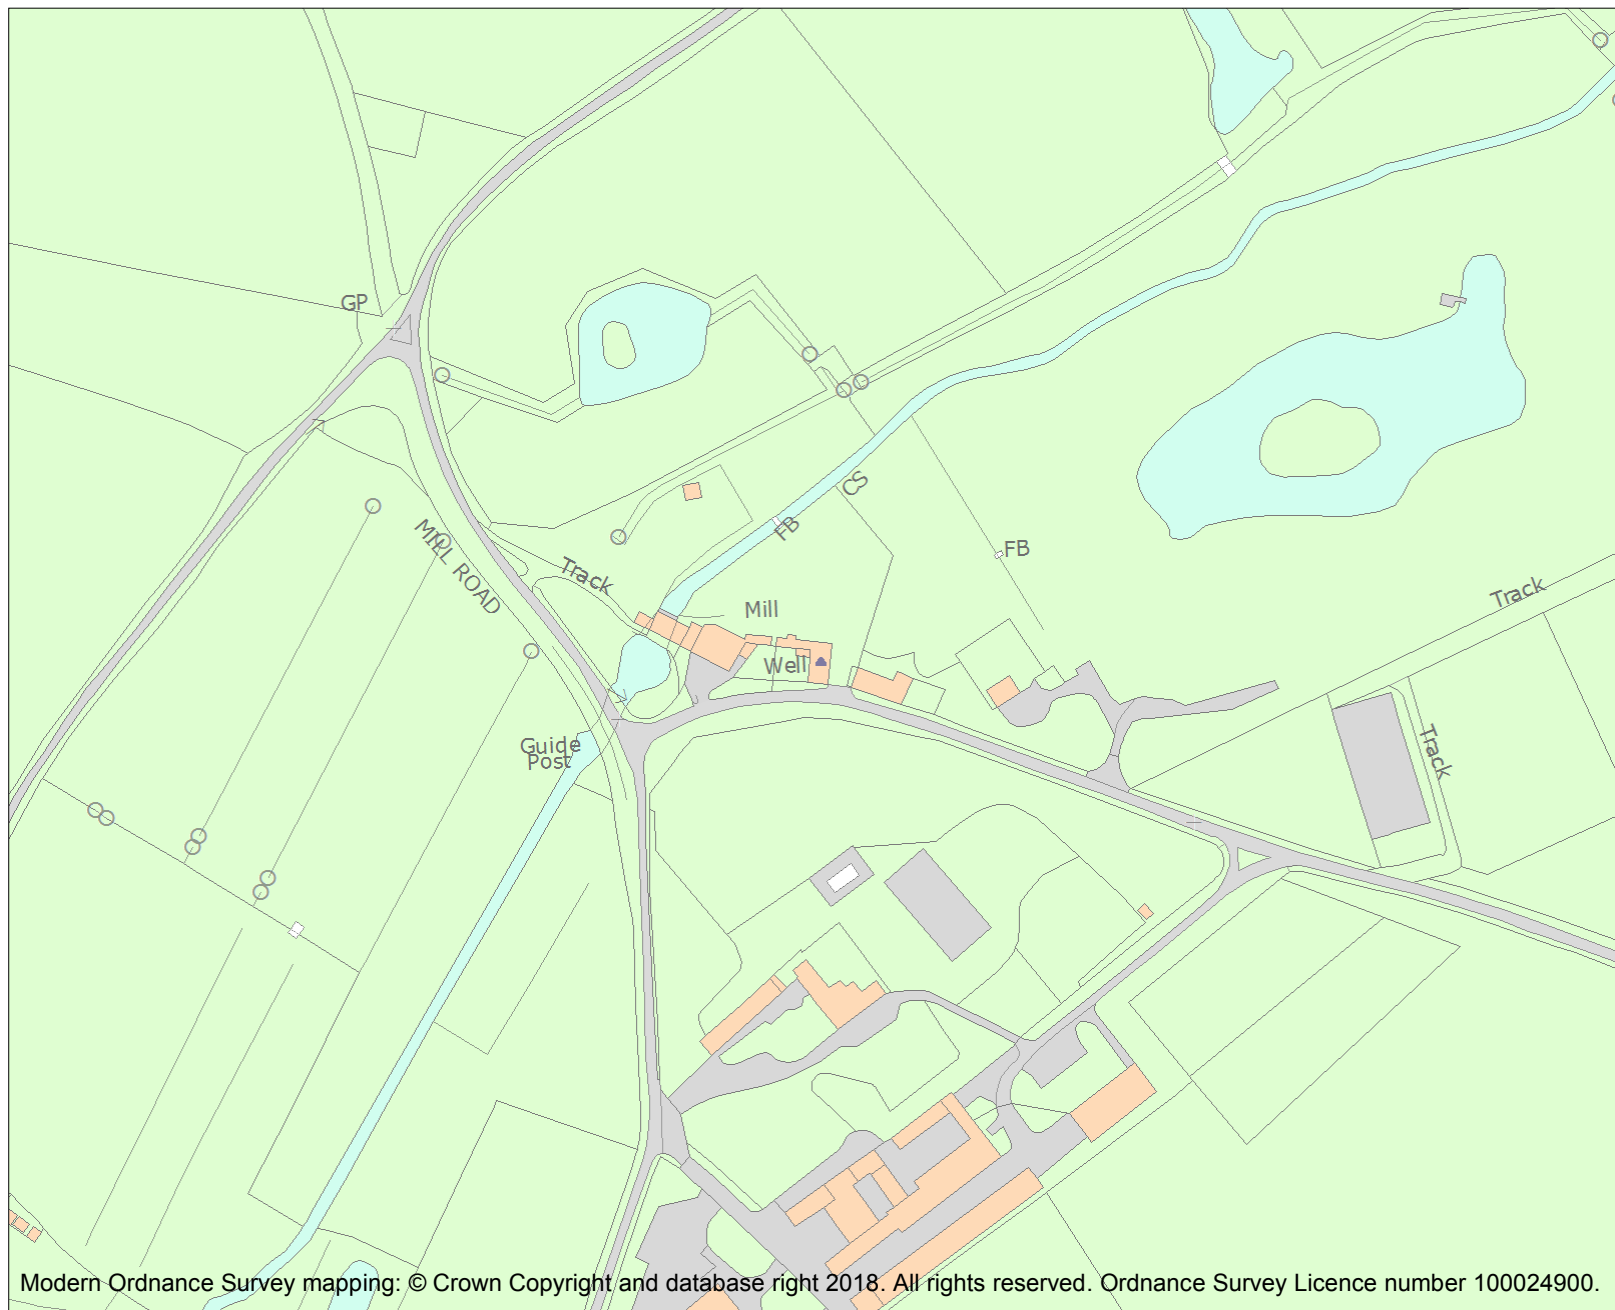 GP
CS
FB
FB
MILL ROAD
Track
Track
Mill
Well
Guide
Post
Track
Modern Ordnance Survey mapping: © Crown Copyright and database right 2018. All rights reserved. Ordnance Survey Licence number 100024900.